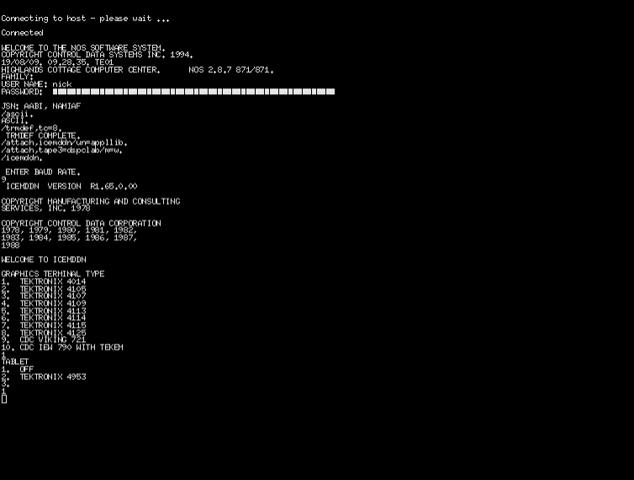 Connecting to host - please wait ...
Connected
WELCOME TO THE NOS SOFTWARE SYSTEM.
COPYRIGHT CONTROL DATA SYSTEMS INC. 1994.
19/08/09. 09.28.35. TE01
HIGHLANDS COTTAGE COMPUTER CENTER. NOS 2.8.7 871/871.
FAMILY:
USER NAME: nick
PASSWORD:
JSN: AABI, NAMIAF
/ascii.
ASCII.
/trmdef,tc=8.
TRMDEF COMPLETE.
/attach,icemddn/un=appllib.
/attach,tape3=dspclab/m=w.
/icemddn.
ENTER BAUD RATE.
9
ICEMDDN VERSION R1.65.0.00
COPYRIGHT MANUFACTURING AND CONSULTING
SERVICES, INC. 1978
COPYRIGHT CONTROL DATA CORPORATION
1978, 1979, 1980, 1981, 1982,
1983, 1984, 1985, 1986, 1987,
1988
WELCOME TO ICEMDDN
GRAPHICS TERMINAL TYPE
1. TEKTRONIX 4014
2. TEKTRONIX 4105
3. TEKTRONIX 4107
4. TEKTRONIX 4109
5. TEKTRONIX 4113
6. TEKTRONIX 4114
7. TEKTRONIX 4115
8. TEKTRONIX 4125
9. CDC VIKING 721
10. CDC IEW 790 WITH TEKEM
1
TABLET
1. OFF
2. TEKTRONIX 4953
3.
1